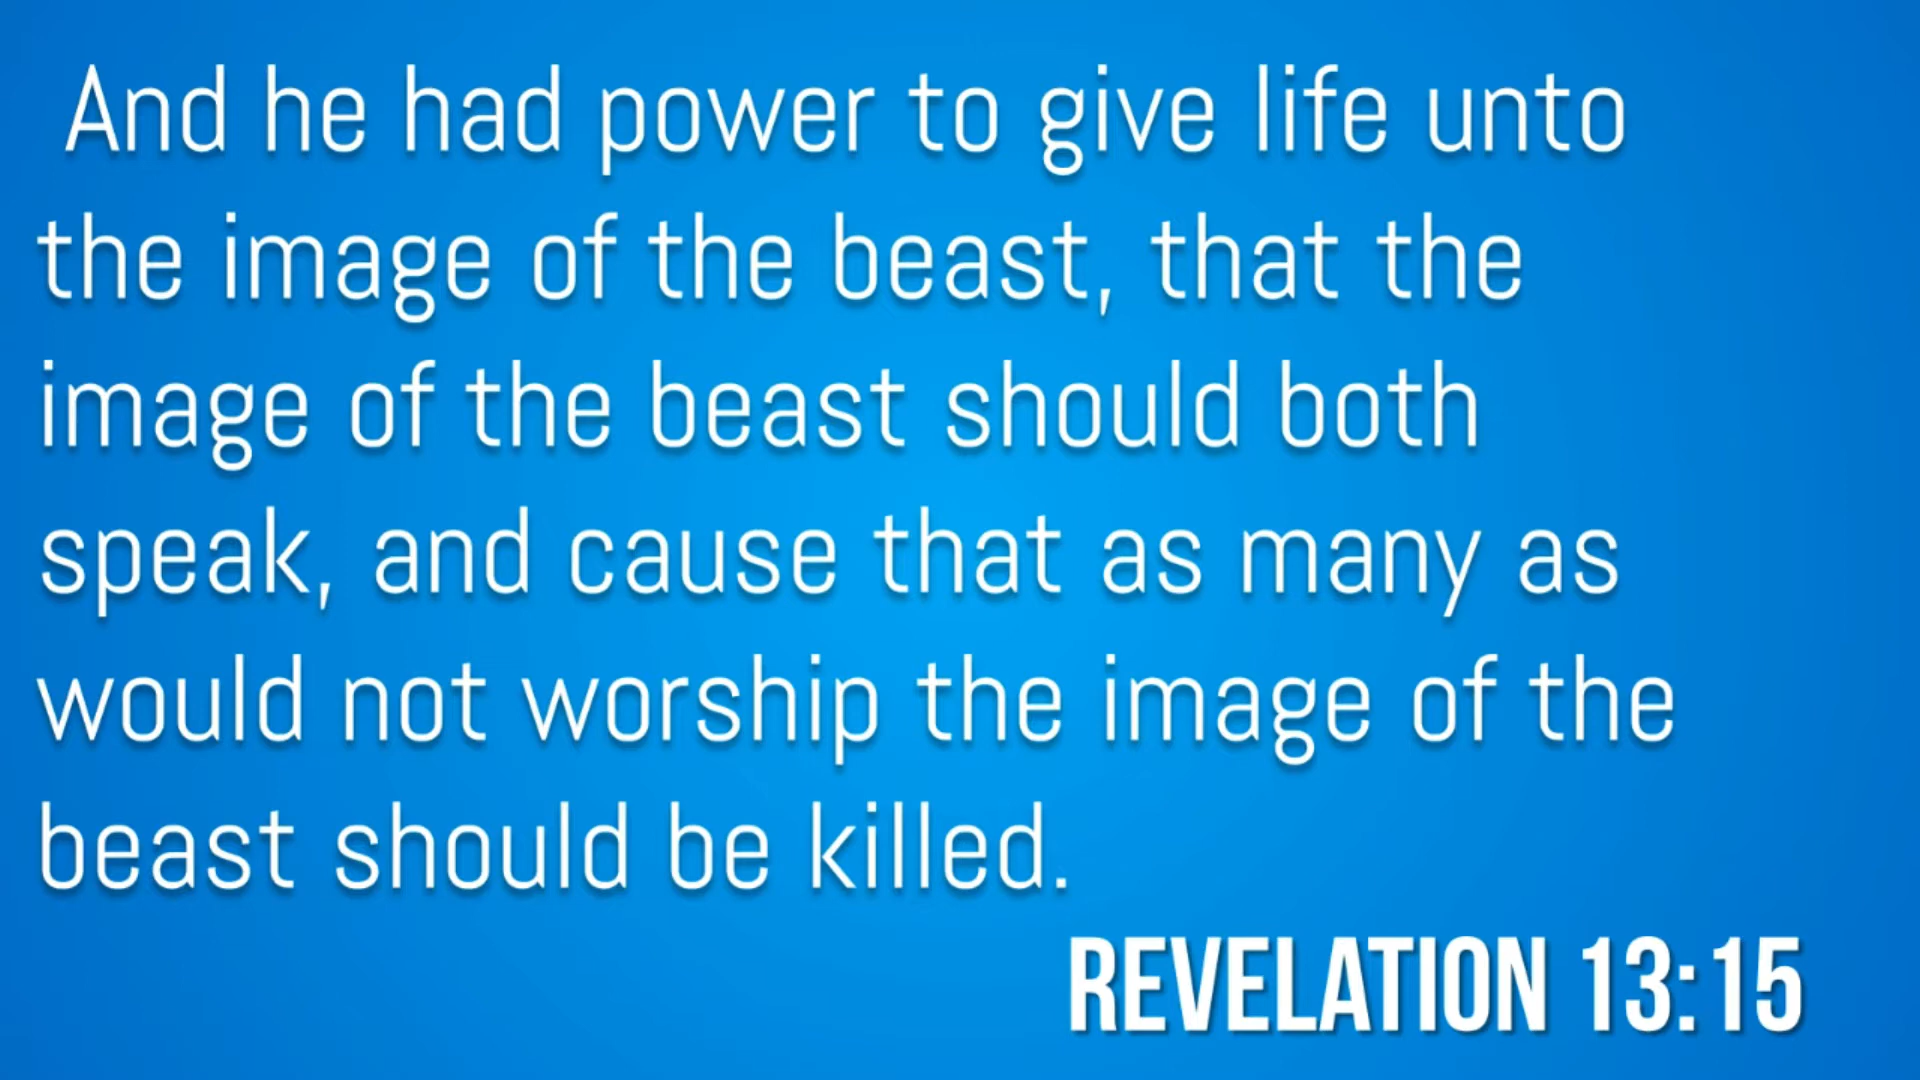 And he had power to give life unto
the image of the beast, that the
image of the beast should both
speak, and cause that as many as
would not worship the image of the
beast should be killed.
REVELATION 13:15